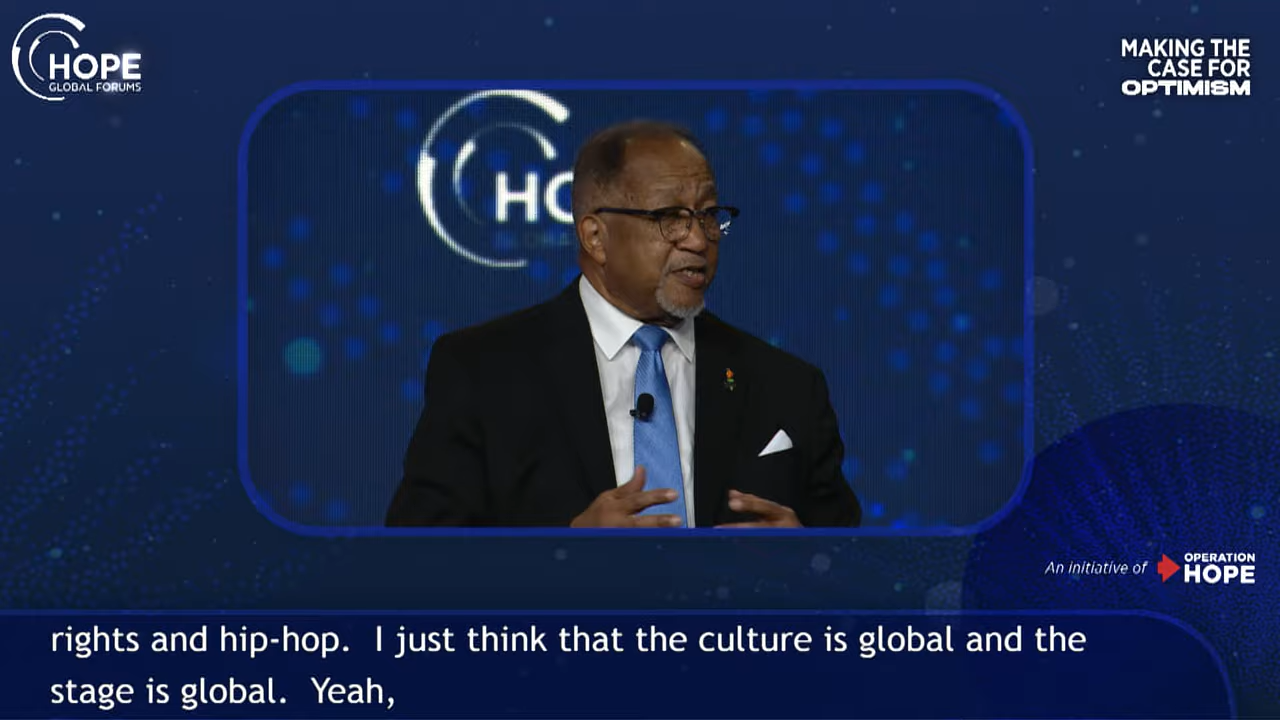 HOPE
GLOBAL FORUMS
MAKING THE
CASE FOR
OPTIMISM
HO
An initiative of
OPERATION
HOPE
rights and hip-hop. I just think that the culture is global and the
stage is global. Yeah,